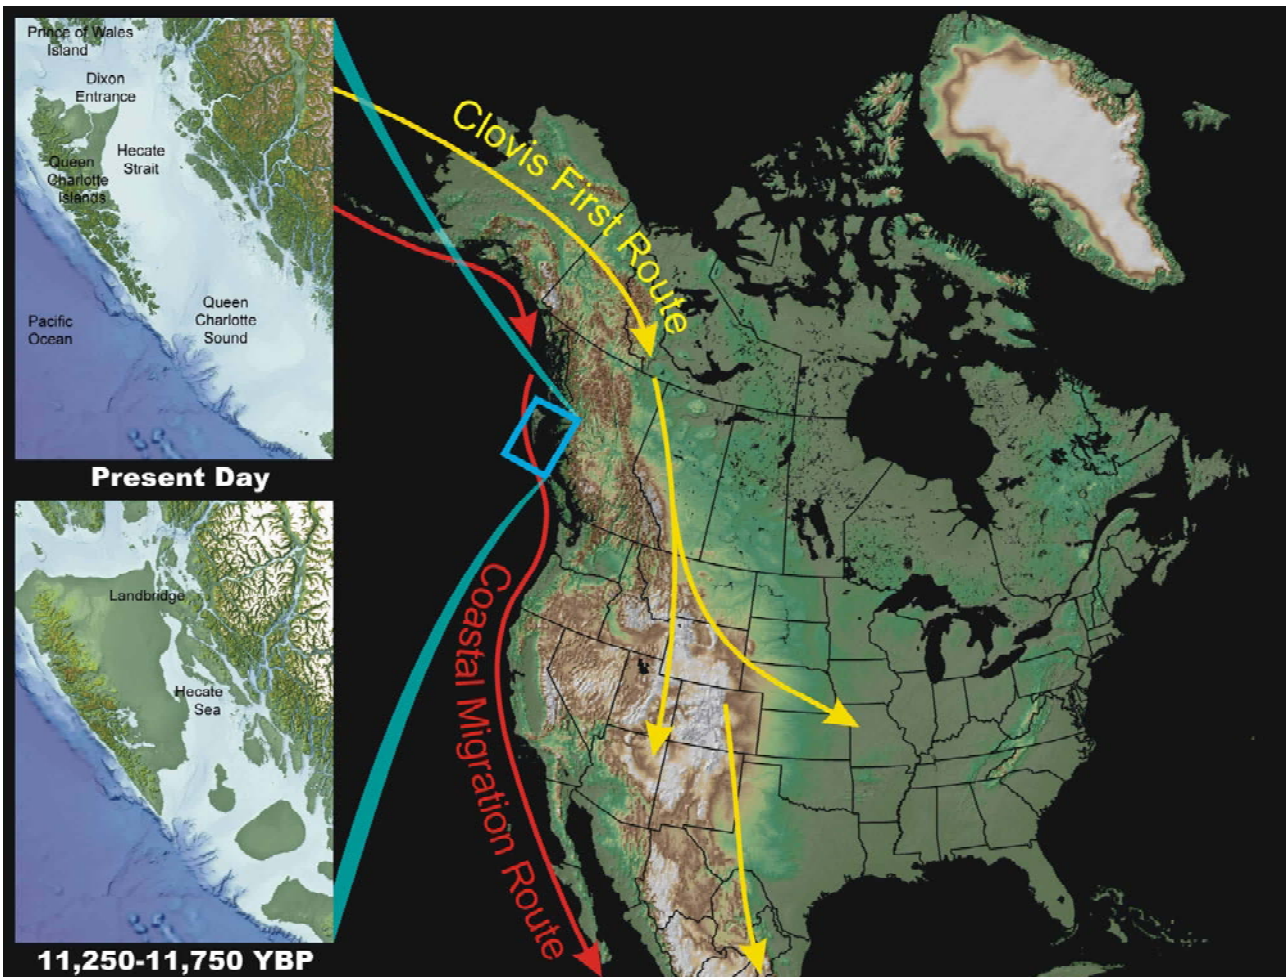 Prince of Wales
Island
Dixon
Entrance
Hecate
Strait
Queen
Charlotte
Islands
Queen
Charlotte
Sound
Pacific
Ocean
Present Day
Landbridge
Hecate
Sea
11,250-11,750 YBP
Clovis First Route
Coastal Migration Route